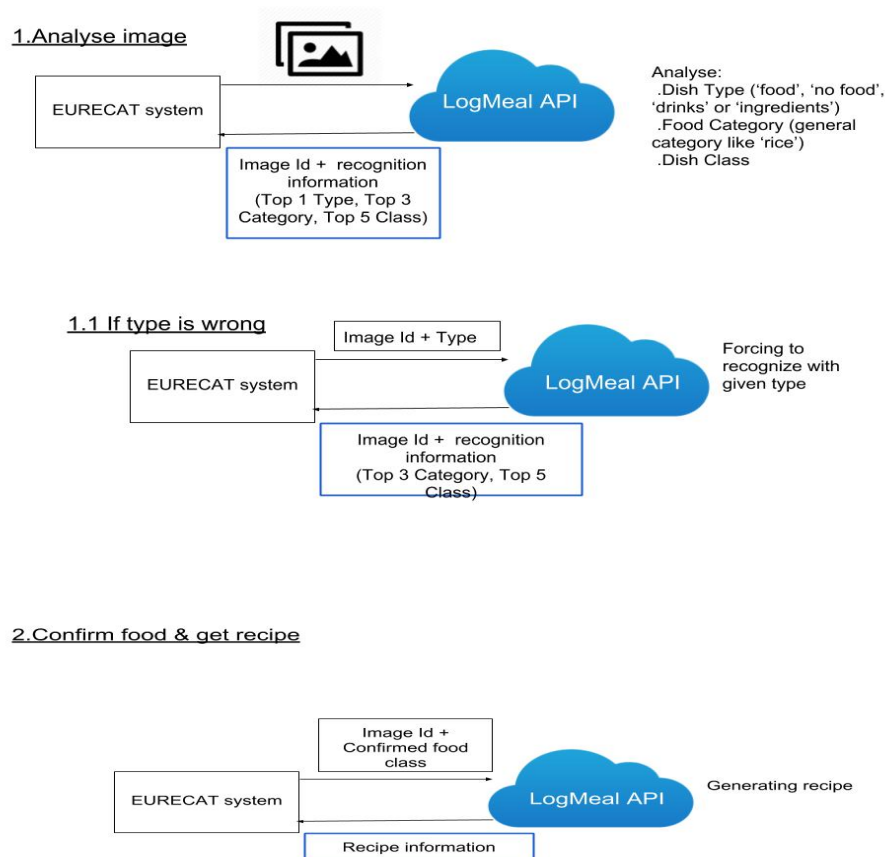 1.Analyse image
EURECAT system
LogMeal API
Analyse:
.Dish Type (‘food’, ‘no food’,
‘drinks’ or ‘ingredients’)
.Food Category (general
category like ‘rice’)
.Dish Class
Image Id + recognition
information
(Top 1 Type, Top 3
Category, Top 5 Class)
1.1 If type is wrong
Image Id + Type
EURECAT system
LogMeal API
Forcing to
recognize with
given type
Image Id + recognition
information
(Top 3 Category, Top 5
Class)
2.Confirm food & get recipe
Image Id +
Confirmed food
class
EURECAT system
LogMeal API
Generating recipe
Recipe information